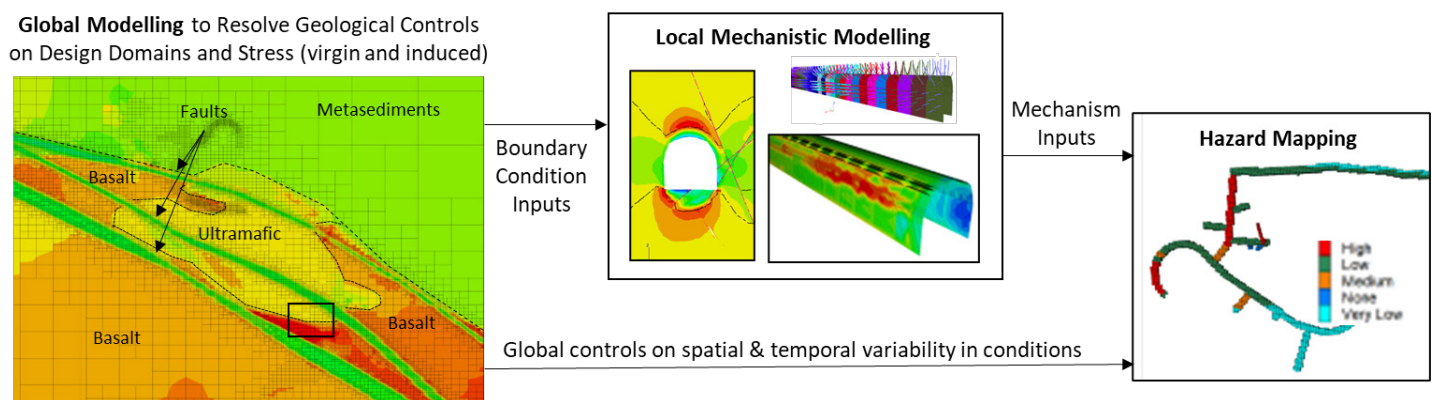 Global Modelling to Resolve Geological Controls
on Design Domains and Stress (virgin and induced)
Faults
Metasediments
Basalt
Ultramafic
Basalt
Basalt
Boundary
Condition
Inputs
Local Mechanistic Modelling
Mechanism
Inputs
Global controls on spatial & temporal variability in conditions
Hazard Mapping
High
Low
Medium
None
Very Low